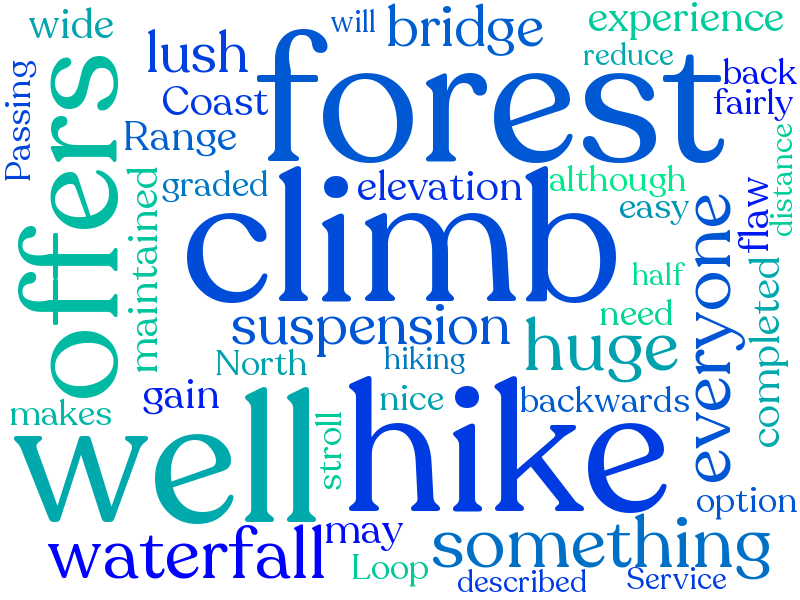 wide
will
bridge
experience
lush
reduce
back
fairly
Passing
Coast
forest
Range
offers
distance
maintained
graded
elevation
although
easy
flaw
climb
everyone
half
need
completed
suspension
huge
North
hiking
gain
nice
backwards
makes
well
stroll
hike
option
waterfall
may
something
Loop
described
Service